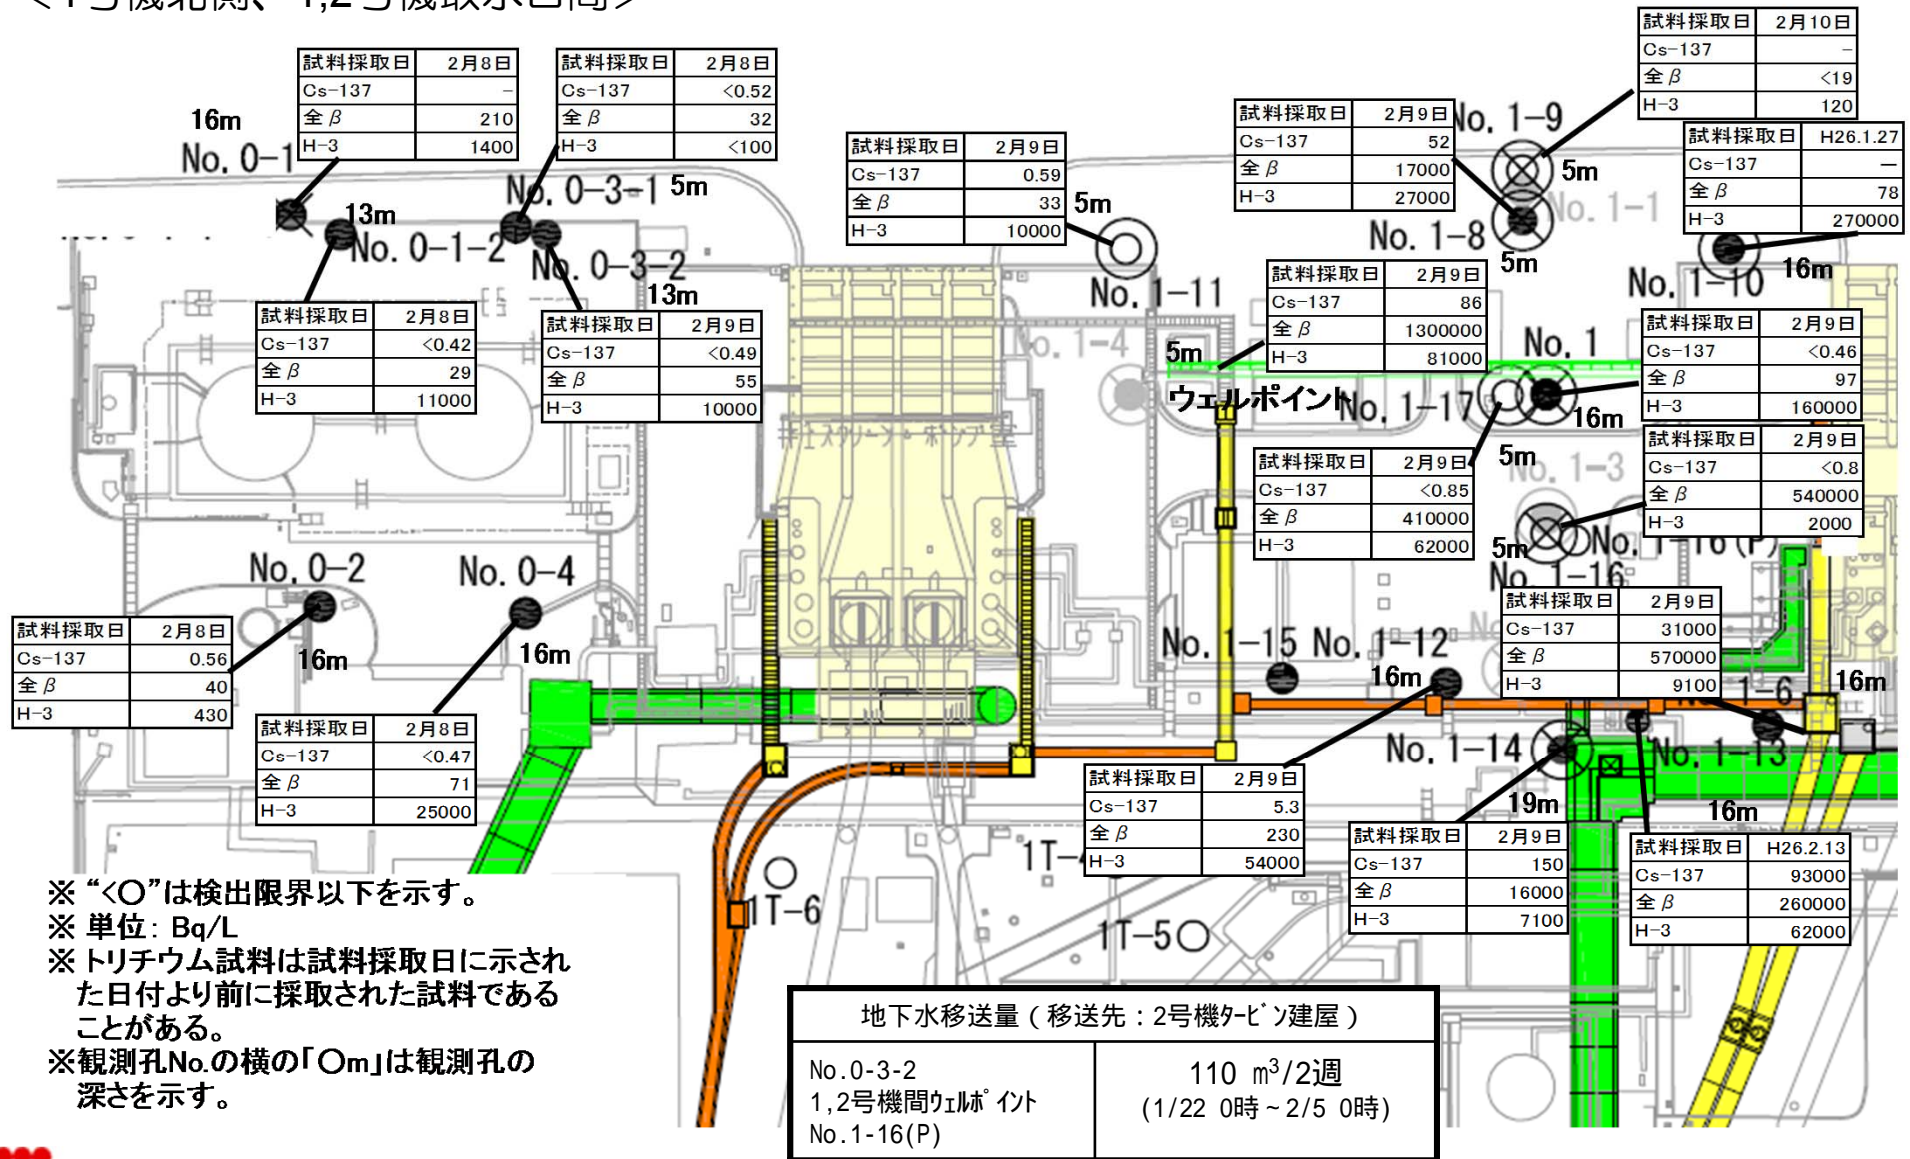 <1号機北側、1,2号機取水口間>
試料採取日 2月8日
Cs-137 -
全β 210
H-3 1400
試料採取日 2月8日
Cs-137 <0.52
全β 32
H-3 <100
試料採取日 2月10日
Cs-137 -
全β <19
H-3 120
16m
No. 0-1
No. 0-3-1 5m
13m
No. 0-1-2
No. 0-3-2
13m
試料採取日 2月9日
Cs-137 0.59
全β 33
H-3 10000
5m
No. 1-11
試料採取日 2月9日
Cs-137 52
全β 17000
H-3 27000
No. 1-9
5m
No. 1-1
No. 1-8
5m
試料採取日 H26.1.27
Cs-137 —
全β 78
H-3 270000
16m
No. 1-10
試料採取日 2月8日
Cs-137 <0.42
全β 29
H-3 11000
試料採取日 2月9日
Cs-137 <0.49
全β 55
H-3 10000
試料採取日 2月9日
Cs-137 86
全β 1300000
H-3 81000
5m
ウェルポイント
No. 1
16m
試料採取日 2月9日
Cs-137 <0.46
全β 97
H-3 160000
No. 1-17
5m
試料採取日 2月9日
Cs-137 <0.85
全β 410000
H-3 62000
No. 1-3
試料採取日 2月9日
Cs-137 <0.8
全β 540000
H-3 2000
5m
No. 1-16(P)
No. 1-16
No. 0-2
16m
No. 0-4
16m
試料採取日 2月8日
Cs-137 0.56
全β 40
H-3 430
試料採取日 2月8日
Cs-137 <0.47
全β 71
H-3 25000
No. 1-15 No. 1-12
16m
試料採取日 2月9日
Cs-137 31000
全β 570000
H-3 9100
1-6
16m
No. 1-14
No. 1-13
19m
16m
試料採取日 2月9日
Cs-137 5.3
全β 230
H-3 54000
試料採取日 2月9日
Cs-137 150
全β 16000
H-3 7100
試料採取日 H26.2.13
Cs-137 93000
全β 260000
H-3 62000
1T-6
1T-5
※ “<〇”は検出限界以下を示す。
※ 単位: Bq/L
※ トリチウム試料は試料採取日に示され
た日付より前に採取された試料である
ことがある。
※観測孔No.の横の「〇m」は観測孔の
深さを示す。
地下水移送量(移送先:2号機タービン建屋)
No.0-3-2
1,2号機間ウェルポイント
No.1-16(P)
110 m³/2週
(1/22 0時~2/5 0時)